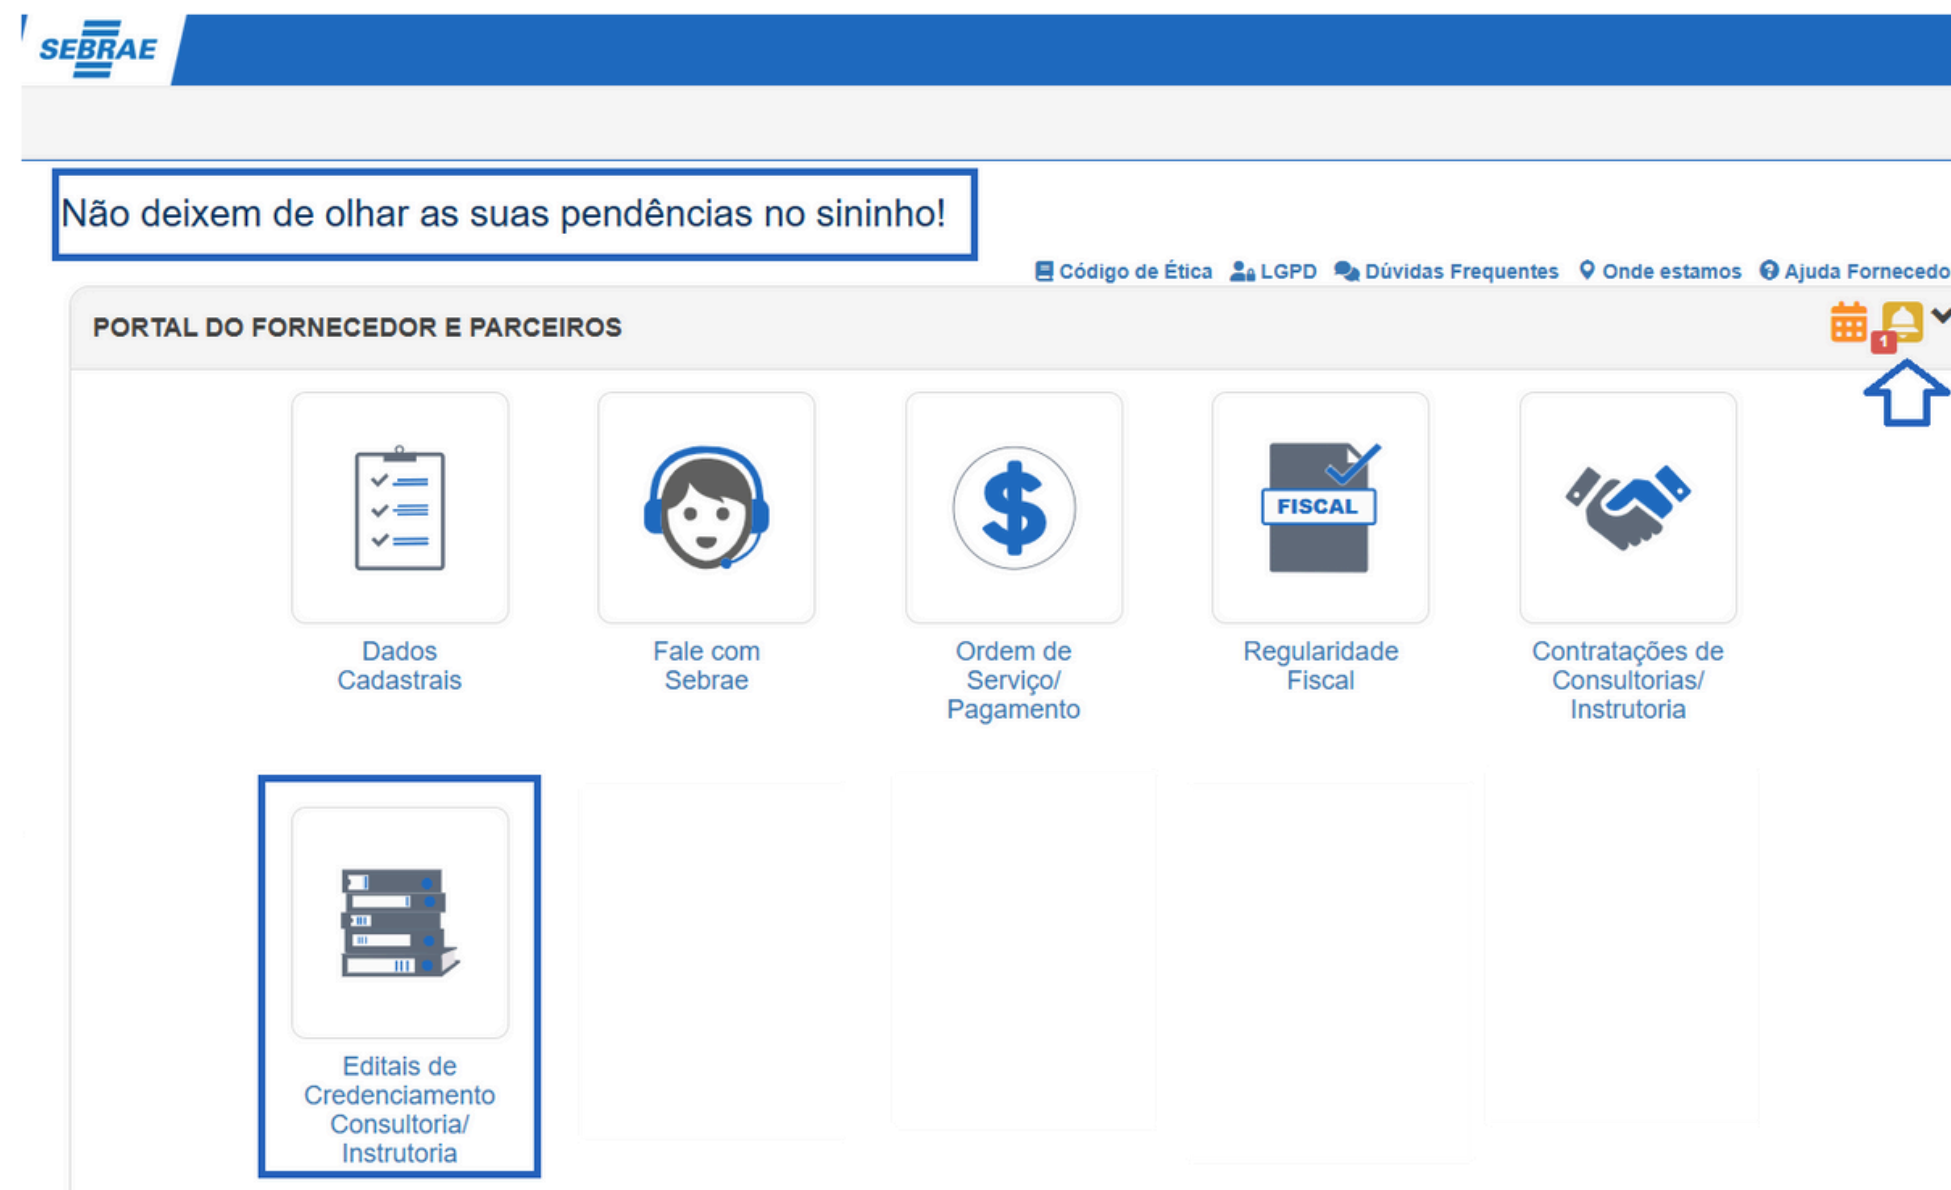 SEBRAE
Não deixem de olhar as suas pendências no sininho!
Código de Ética LGPD Dúvidas Frequentes Onde estamos Ajuda Fornecedo
PORTAL DO FORNECEDOR E PARCEIROS
1
FISCAL
Dados
Cadastrais
Fale com
Sebrae
Ordem de
Serviço/
Pagamento
Regularidade
Fiscal
Contratações de
Consultorias/
Instrutoria
Editais de
Credenciamento
Consultoria/
Instrutoria